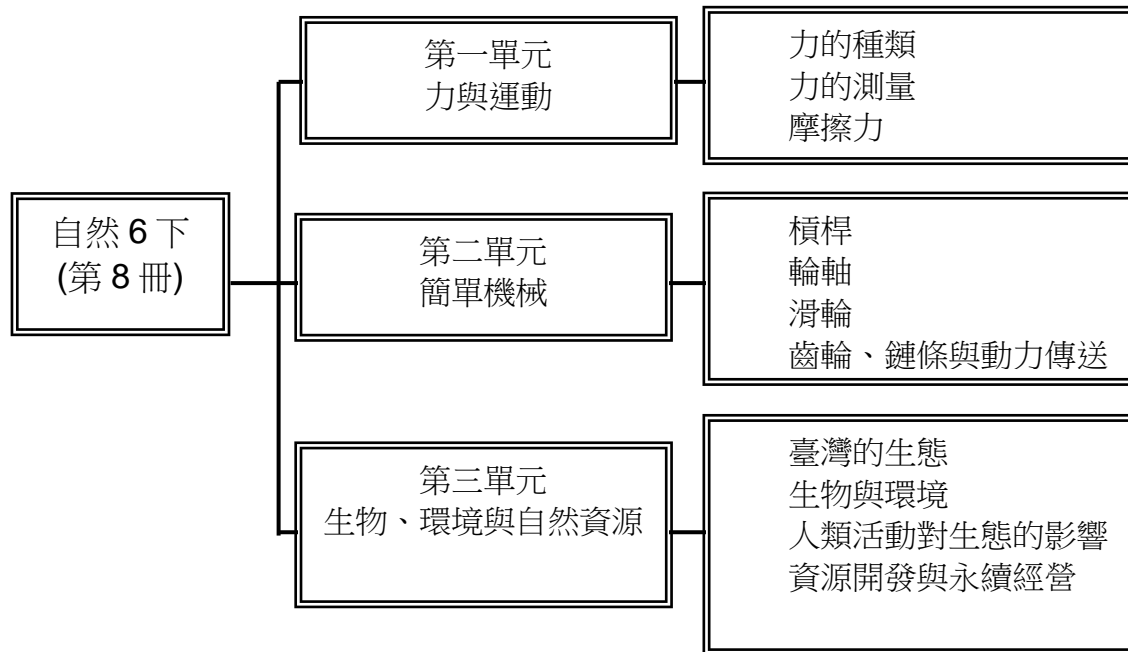 自然 6 下
(第 8 冊)
第一單元
力與運動
力的種類
力的測量
摩擦力
第二單元
簡單機械
槓桿
輪軸
滑輪
齒輪、鏈條與動力傳送
第三單元
生物、環境與自然資源
臺灣的生態
生物與環境
人類活動對生態的影響
資源開發與永續經營